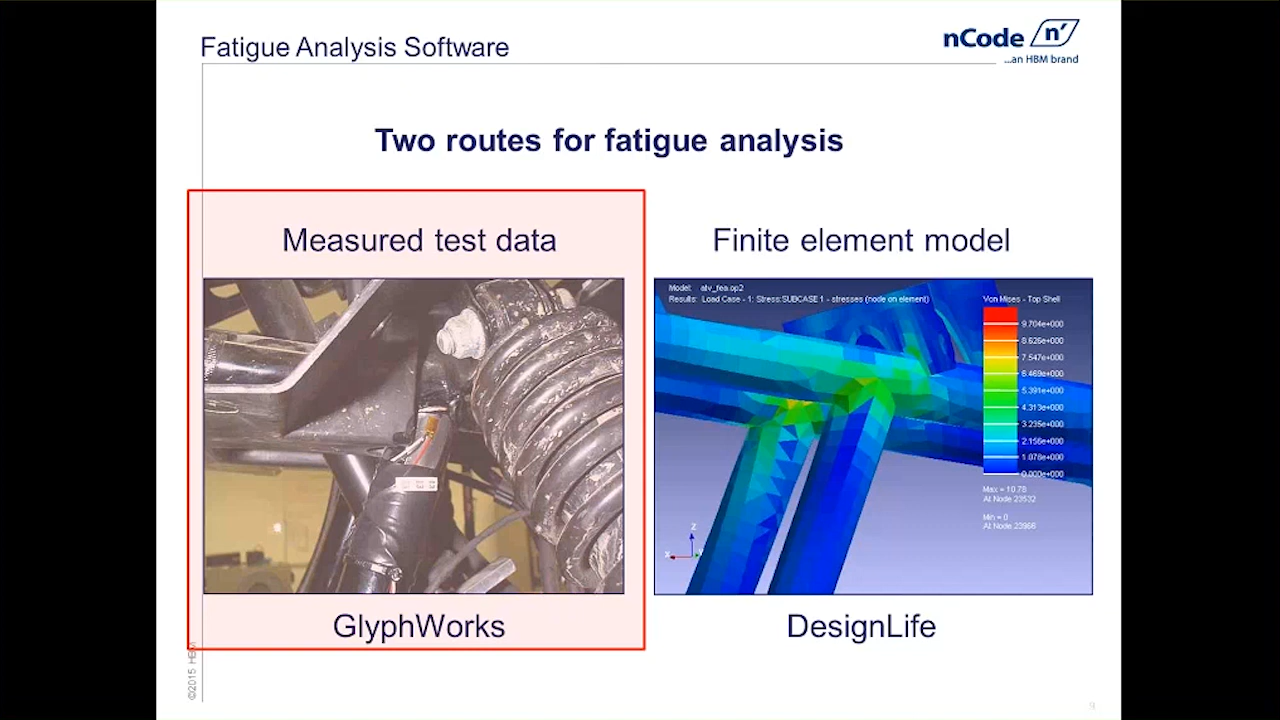 Fatigue Analysis Software
nCode n'
...an HBM brand
Two routes for fatigue analysis
Measured test data
Finite element model
Model: atv_fea.op2
Results: Load Case - 1: Stress:SUBCASE 1 - stresses (node on element)
Von Mises - Top Shell
9.704e+000
8.626e+000
7.547e+000
6.469e+000
5.391e+000
4.313e+000
3.235e+000
2.156e+000
1.078e+000
0.000e+000
Max = 10.78
At Node 23532
Min = 0
At Node 23966
Z
X
GlyphWorks
DesignLife
©2015 HBM
9